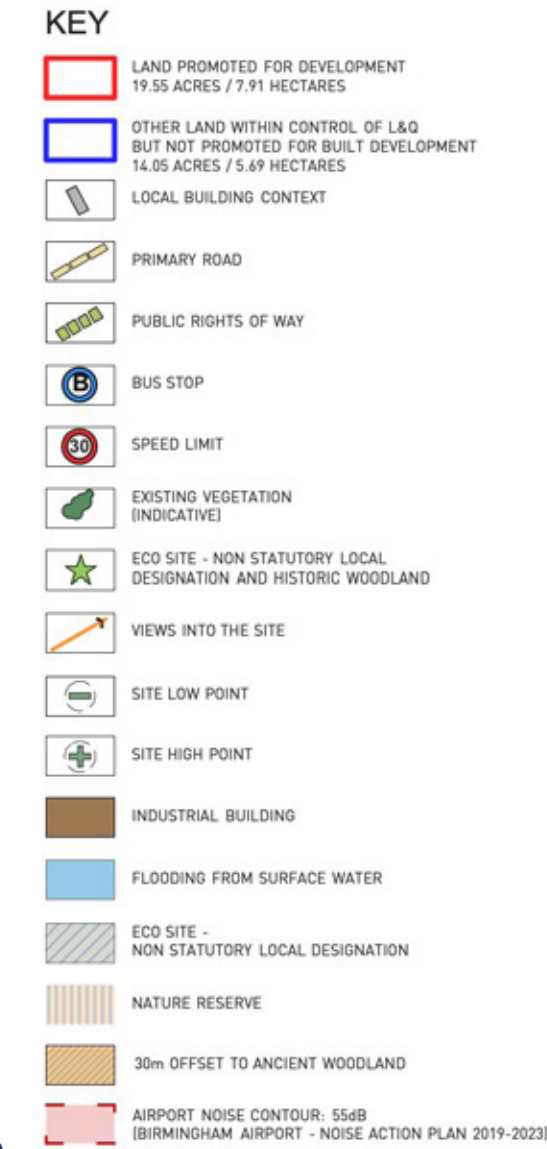 KEY
LAND PROMOTED FOR DEVELOPMENT
19.55 ACRES / 7.91 HECTARES
OTHER LAND WITHIN CONTROL OF L&Q
BUT NOT PROMOTED FOR BUILT DEVELOPMENT
14.05 ACRES / 5.69 HECTARES
LOCAL BUILDING CONTEXT
PRIMARY ROAD
PUBLIC RIGHTS OF WAY
B
BUS STOP
30
SPEED LIMIT
EXISTING VEGETATION
(INDICATIVE)
ECO SITE - NON STATUTORY LOCAL
DESIGNATION AND HISTORIC WOODLAND
VIEWS INTO THE SITE
SITE LOW POINT
SITE HIGH POINT
INDUSTRIAL BUILDING
FLOODING FROM SURFACE WATER
ECO SITE -
NON STATUTORY LOCAL DESIGNATION
NATURE RESERVE
30m OFFSET TO ANCIENT WOODLAND
AIRPORT NOISE CONTOUR: 55dB
(BIRMINGHAM AIRPORT - NOISE ACTION PLAN 2019-2023)